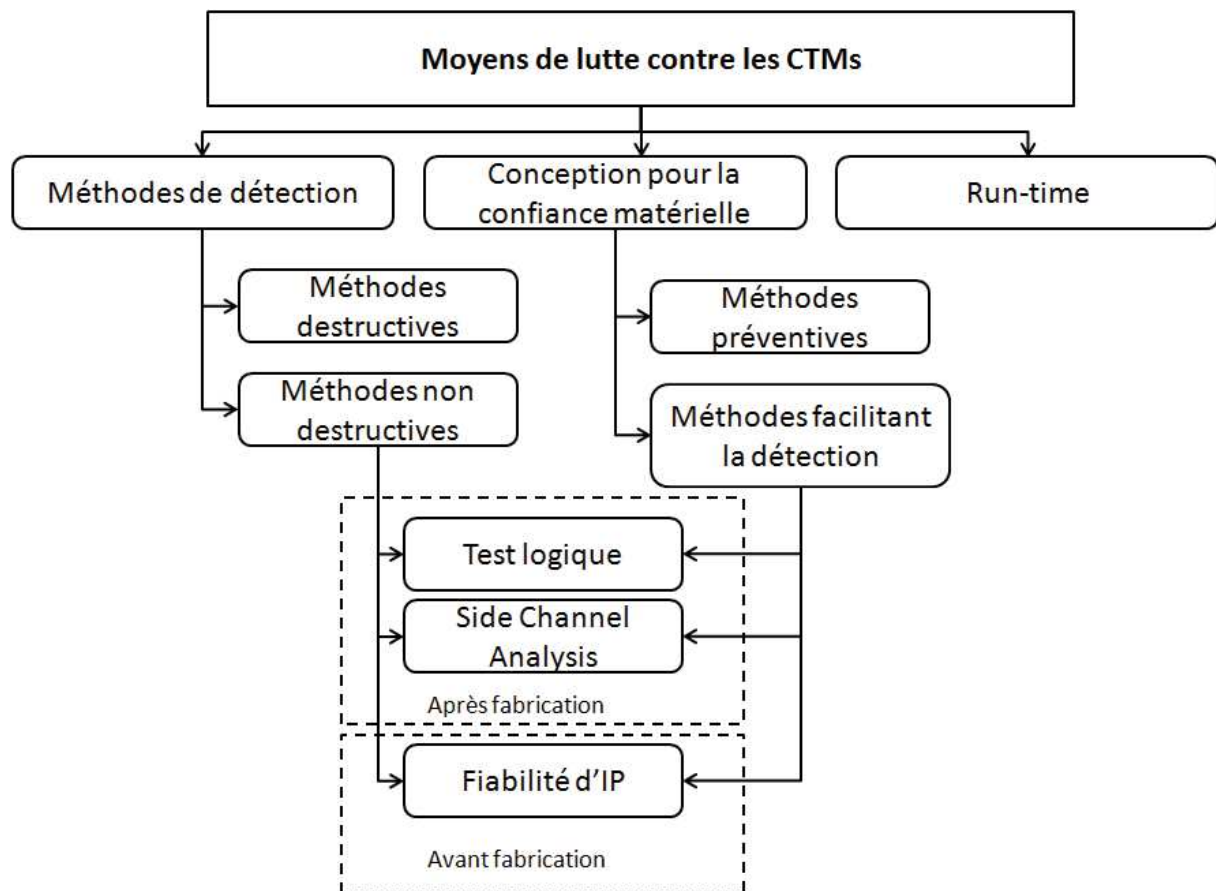 Moyens de lutte contre les CTMs
Méthodes de détection
Conception pour la
confiance matérielle
Run-time
Méthodes
destructives
Méthodes
préventives
Méthodes non
destructives
Méthodes facilitant
la détection
Test logique
Side Channel
Analysis
Après fabrication
Fiabilité d'IP
Avant fabrication